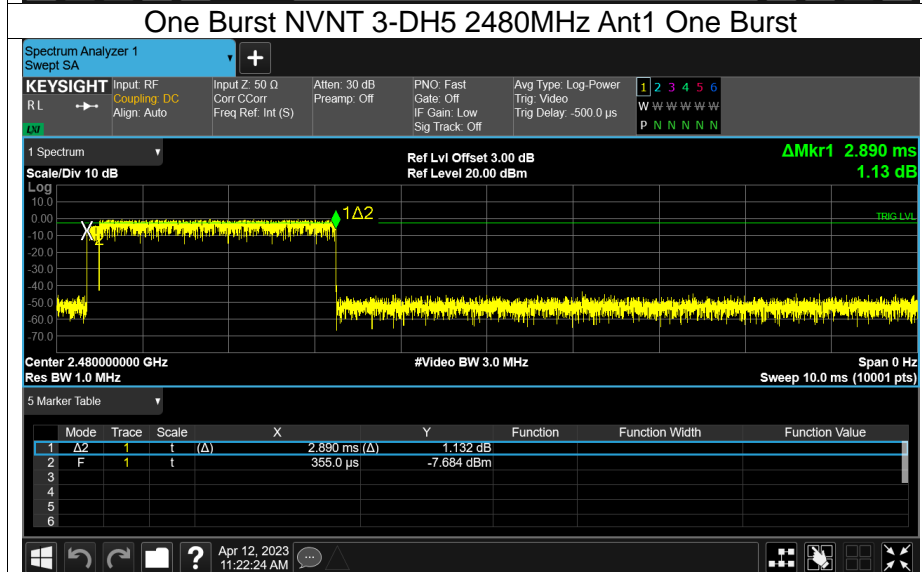 One Burst NVNT 3-DH5 2480MHz Ant1 One Burst
Spectrum Analyzer 1
Swept SA
+
KEYSIGHT Input: RF Input Z: 50 Ω Atten: 30 dB PNO: Fast Avg Type: Log-Power 1 2 3 4 5 6
RL Coupling: DC Corr CCorr Preamp: Off Gate: Off Trig: Video W W W W W W
Align: Auto Freq Ref: Int (S) IF Gain: Low Trig Delay: -500.0 µs
LXI Sig Track: Off P N N N N N
1 Spectrum Ref Lvl Offset 3.00 dB ΔMkr1 2.890 ms
Scale/Div 10 dB Ref Level 20.00 dBm 1.13 dB
Log
10.0
1Δ2
0.00 TRIG LVL
-10.0 X2
-20.0
-30.0
-40.0
-50.0
-60.0
-70.0
Center 2.480000000 GHz #Video BW 3.0 MHz Span 0 Hz
Res BW 1.0 MHz Sweep 10.0 ms (10001 pts)
5 Marker Table
Mode Trace Scale X Y Function Function Width Function Value
1 Δ2 1 t (Δ) 2.890 ms (Δ) 1.132 dB
2 F 1 t 355.0 µs -7.684 dBm
3
4
5
6
? Apr 12, 2023
11:22:24 AM